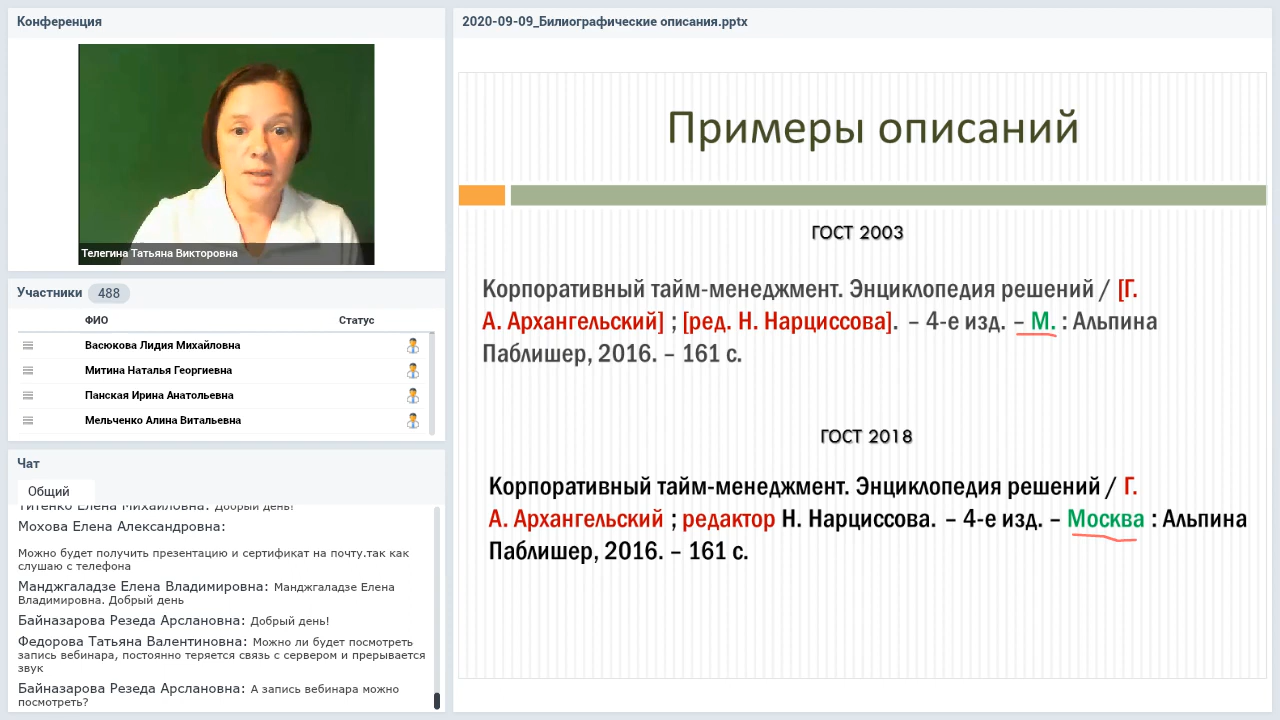 Конференция
Телегина Татьяна Викторовна
Участники 488
ФИО Статус
Васюкова Лидия Михайловна
Митина Наталья Георгиевна
Панская Ирина Анатольевна
Мельченко Алина Витальевна
Чат
Общий
Титенко Елена Михайловна: Добрый день!
Мохова Елена Александровна:
Можно будет получить презентацию и сертификат на почту.так как
слушаю с телефона
Манджгаладзе Елена Владимировна: Манджгаладзе Елена
Владимировна. Добрый день
Байназарова Резеда Арслановна: Добрый день!
Федорова Татьяна Валентиновна: Можно ли будет посмотреть
запись вебинара, постоянно теряется связь с сервером и прерывается
звук
Байназарова Резеда Арслановна: А запись вебинара можно
посмотреть?
2020-09-09_Билиографические описания.pptx
Примеры описаний
ГОСТ 2003
Корпоративный тайм-менеджмент. Энциклопедия решений / [Г.
А. Архангельский] ; [ред. Н. Нарциссова]. – 4-е изд. – М. : Альпина
Паблишер, 2016. – 161 с.
ГОСТ 2018
Корпоративный тайм-менеджмент. Энциклопедия решений / Г.
А. Архангельский ; редактор Н. Нарциссова. – 4-е изд. – Москва : Альпина
Паблишер, 2016. – 161 с.